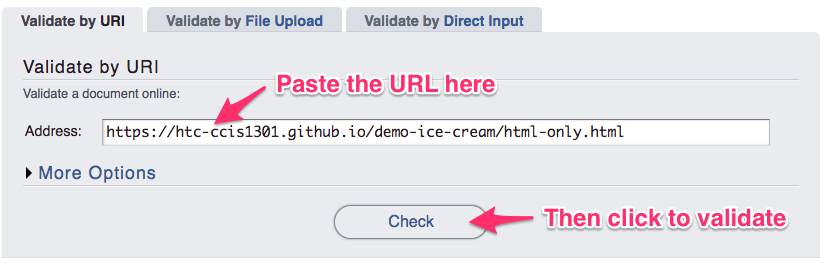 Validate by URI
Validate by File Upload
Validate by Direct Input
Validate by URI
Paste the URL here
Validate a document online:
Address: https://htc-ccis1301.github.io/demo-ice-cream/html-only.html
More Options
Check
Then click to validate